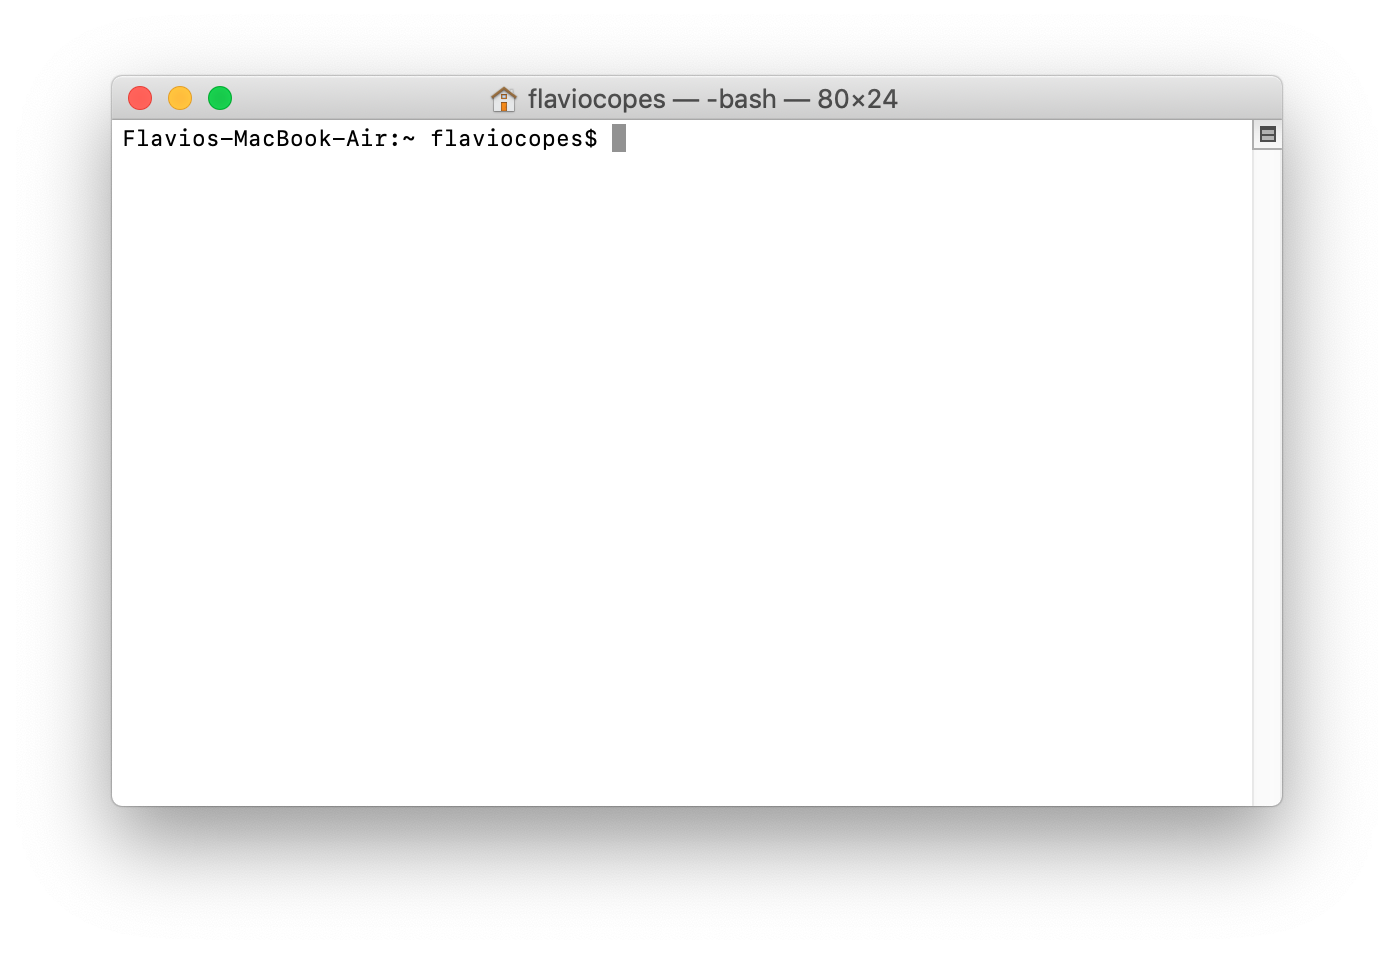 flaviocopes — -bash — 80×24
Flavios-MacBook-Air:~ flaviocopes$